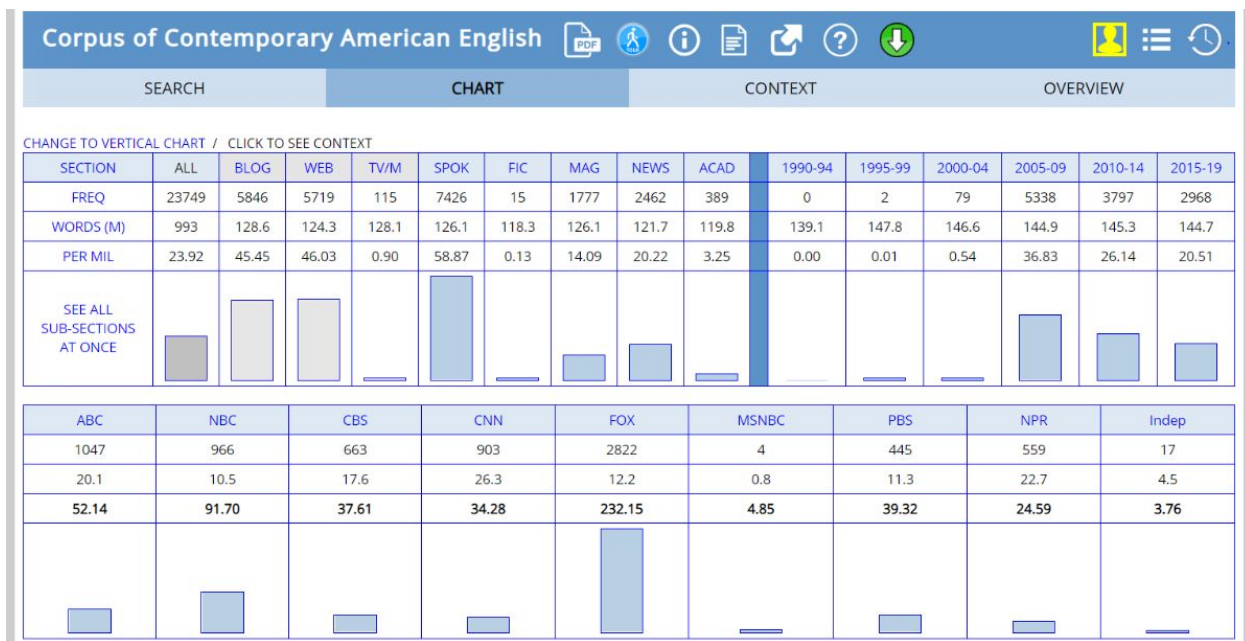 Corpus of Contemporary American English PDF
SEARCH CHART CONTEXT OVERVIEW
CHANGE TO VERTICAL CHART / CLICK TO SEE CONTEXT
SECTION ALL BLOG WEB TV/M SPOK FIC MAG NEWS ACAD 1990-94 1995-99 2000-04 2005-09 2010-14 2015-19
FREQ 23749 5846 5719 115 7426 15 1777 2462 389 0 2 79 5338 3797 2968
WORDS (M) 993 128.6 124.3 128.1 126.1 118.3 126.1 121.7 119.8 139.1 147.8 146.6 144.9 145.3 144.7
PER MIL 23.92 45.45 46.03 0.90 58.87 0.13 14.09 20.22 3.25 0.00 0.01 0.54 36.83 26.14 20.51
SEE ALL
SUB-SECTIONS
AT ONCE
ABC NBC CBS CNN FOX MSNBC PBS NPR Indep
1047 966 663 903 2822 4 445 559 17
20.1 10.5 17.6 26.3 12.2 0.8 11.3 22.7 4.5
52.14 91.70 37.61 34.28 232.15 4.85 39.32 24.59 3.76